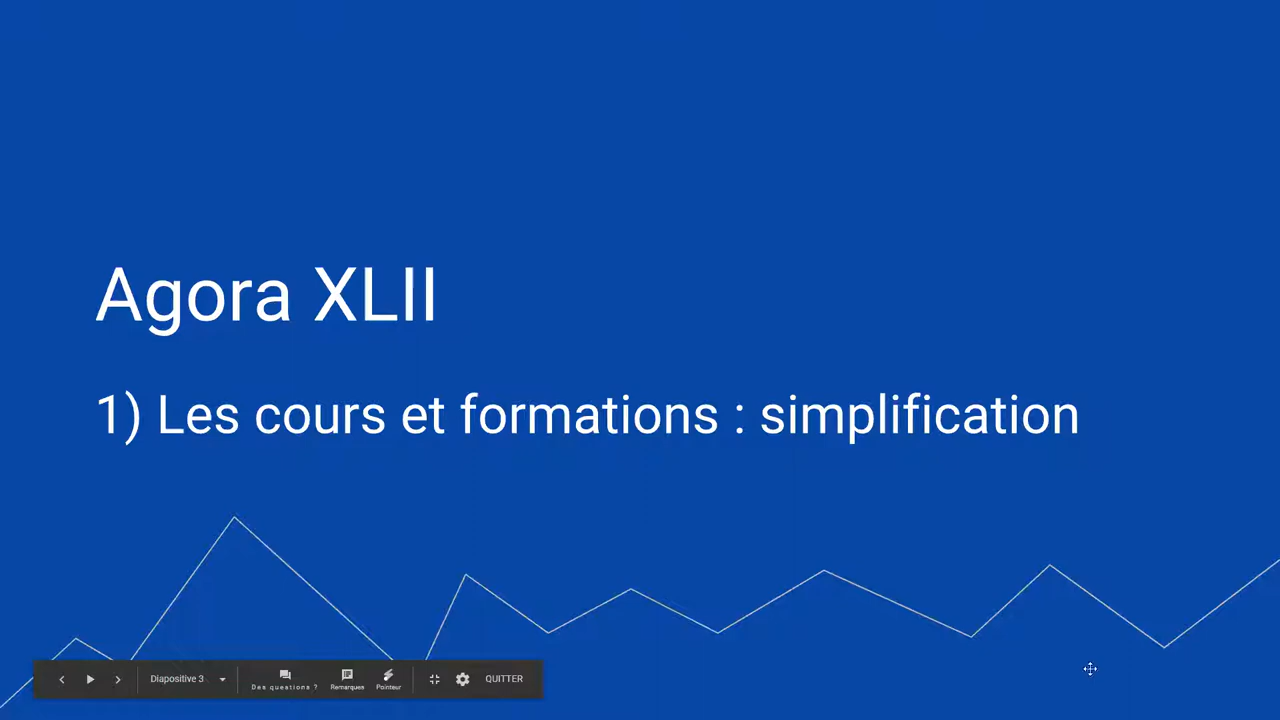 Agora XLII
1) Les cours et formations : simplification
Diapositive 3
Des questions ?
Remarques
Pointeur
QUITTER